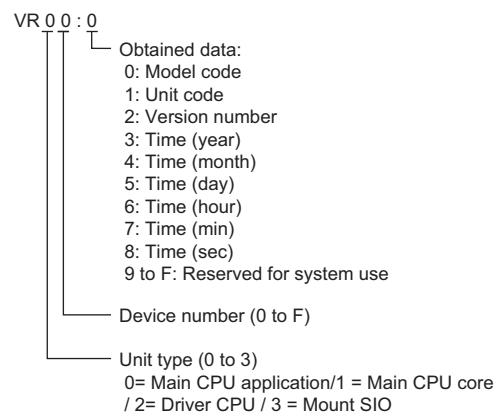 VR 0 0 : 0
Obtained data:
0: Model code
1: Unit code
2: Version number
3: Time (year)
4: Time (month)
5: Time (day)
6: Time (hour)
7: Time (min)
8: Time (sec)
9 to F: Reserved for system use
Device number (0 to F)
Unit type (0 to 3)
0= Main CPU application/1 = Main CPU core
/ 2= Driver CPU / 3 = Mount SIO